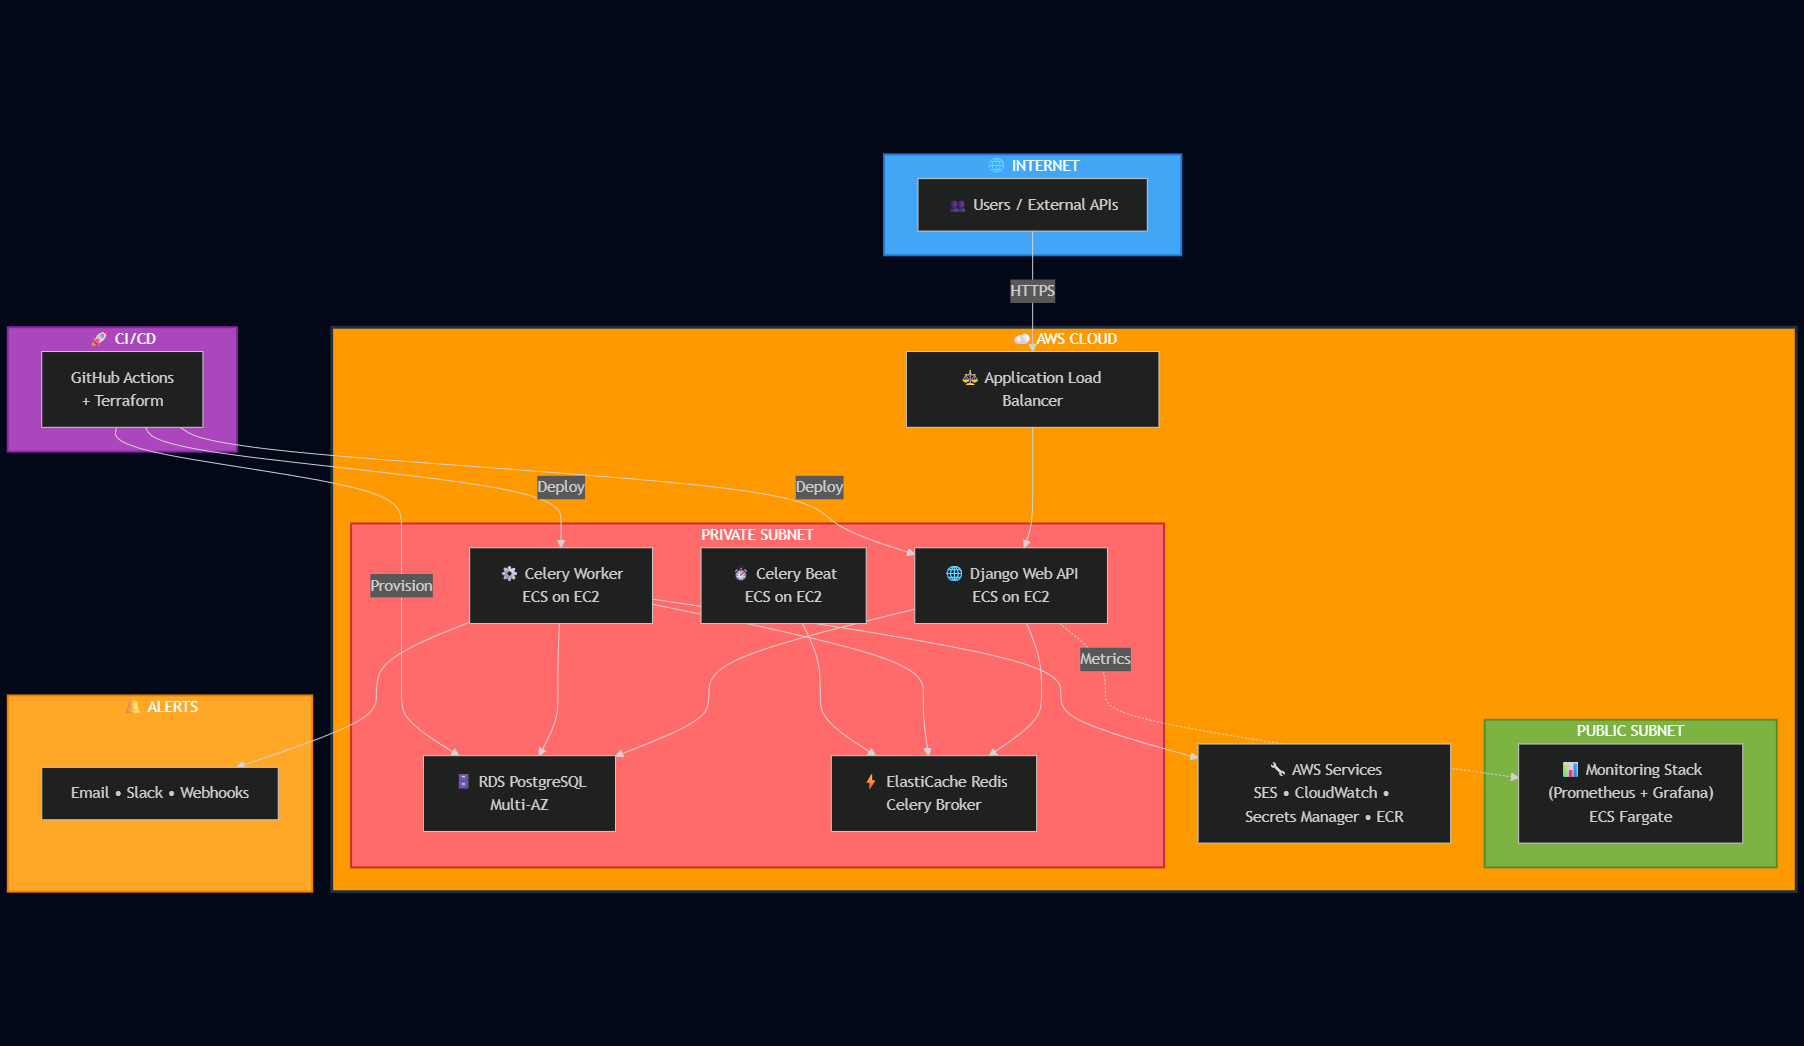 🌐 INTERNET
👥 Users / External APIs
HTTPS
🚀 CI/CD
GitHub Actions
+ Terraform
☁️ AWS CLOUD
⚖️ Application Load
Balancer
Deploy
Deploy
PRIVATE SUBNET
⚙️ Celery Worker
ECS on EC2
⏱️ Celery Beat
ECS on EC2
🌐 Django Web API
ECS on EC2
Provision
Metrics
🔔 ALERTS
Email • Slack • Webhooks
🗄️ RDS PostgreSQL
Multi-AZ
⚡ ElastiCache Redis
Celery Broker
🔧 AWS Services
SES • CloudWatch •
Secrets Manager • ECR
PUBLIC SUBNET
📊 Monitoring Stack
(Prometheus + Grafana)
ECS Fargate